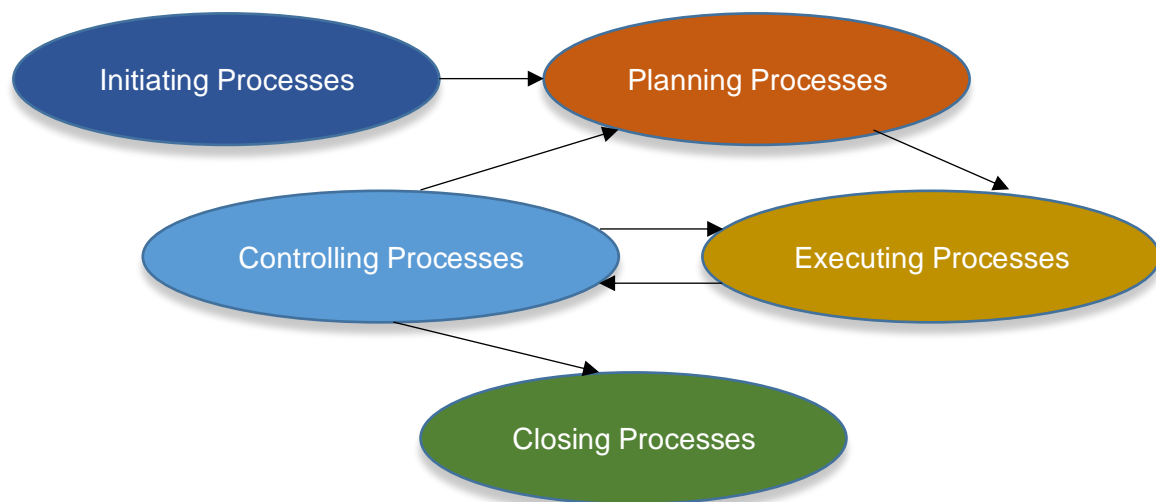 Initiating Processes
Planning Processes
Controlling Processes
Executing Processes
Closing Processes